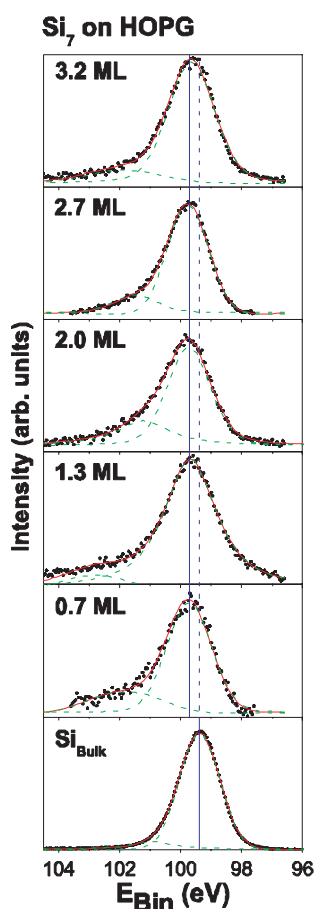 Si7 on HOPG
3.2 ML
2.7 ML
2.0 ML
1.3 ML
0.7 ML
SiBulk
Intensity (arb. units)
104 102 100 98 96
EBin (eV)